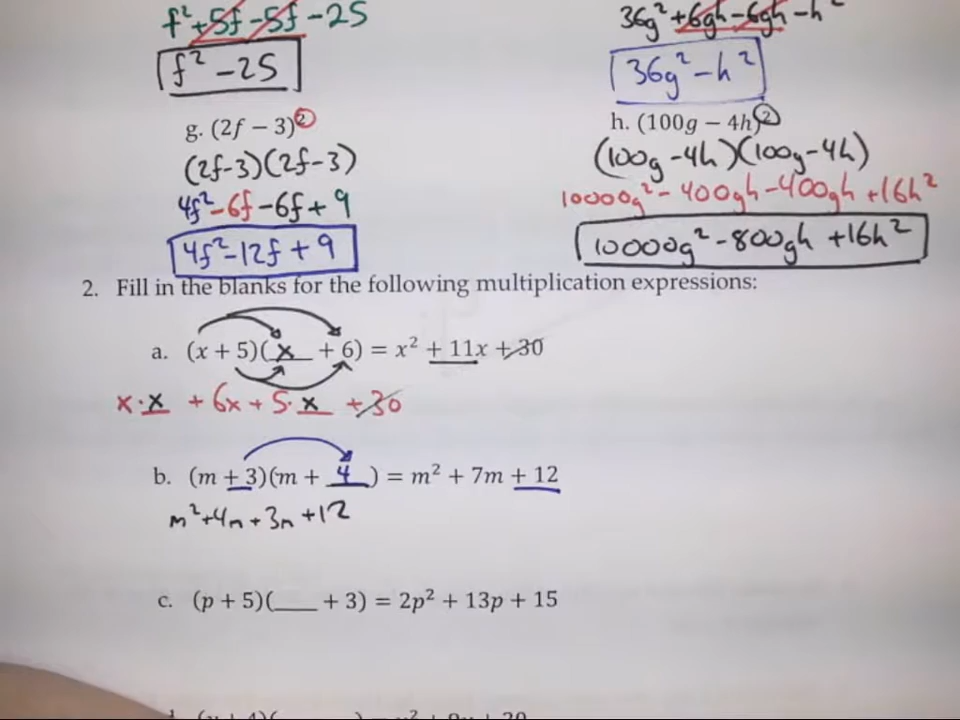 f² + 5f - 5f - 25
f² - 25
36g² + 6gh - 6gh - h²
36g² - h²
g. (2f – 3)²
(2f-3)(2f-3)
4f² - 6f - 6f + 9
4f² - 12f + 9
h. (100g – 4h)²
(100g - 4h)(100g - 4h)
10000g² - 400gh - 400gh + 16h²
10000g² - 800gh + 16h²
2. Fill in the blanks for the following multiplication expressions:
a. (x + 5)( x + 6) = x² + 11x + 30
x·x + 6x + 5·x + 30
b. (m + 3)(m + 4 ) = m² + 7m + 12
m² + 4m + 3m + 12
c. (p + 5)(___ + 3) = 2p² + 13p + 15